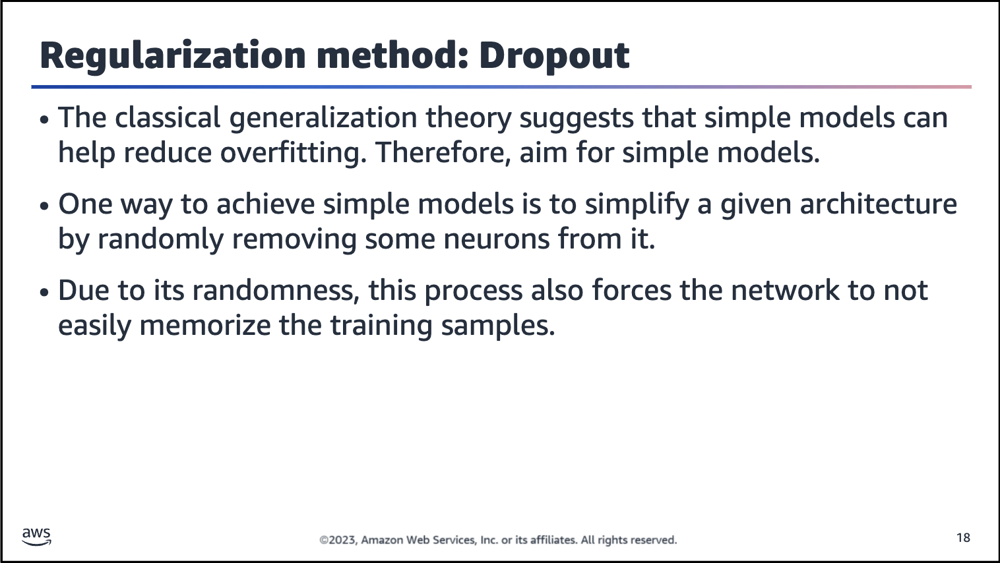 Regularization method: Dropout
• The classical generalization theory suggests that simple models can
help reduce overfitting. Therefore, aim for simple models.
• One way to achieve simple models is to simplify a given architecture
by randomly removing some neurons from it.
• Due to its randomness, this process also forces the network to not
easily memorize the training samples.
aws
©2023, Amazon Web Services, Inc. or its affiliates. All rights reserved.
18